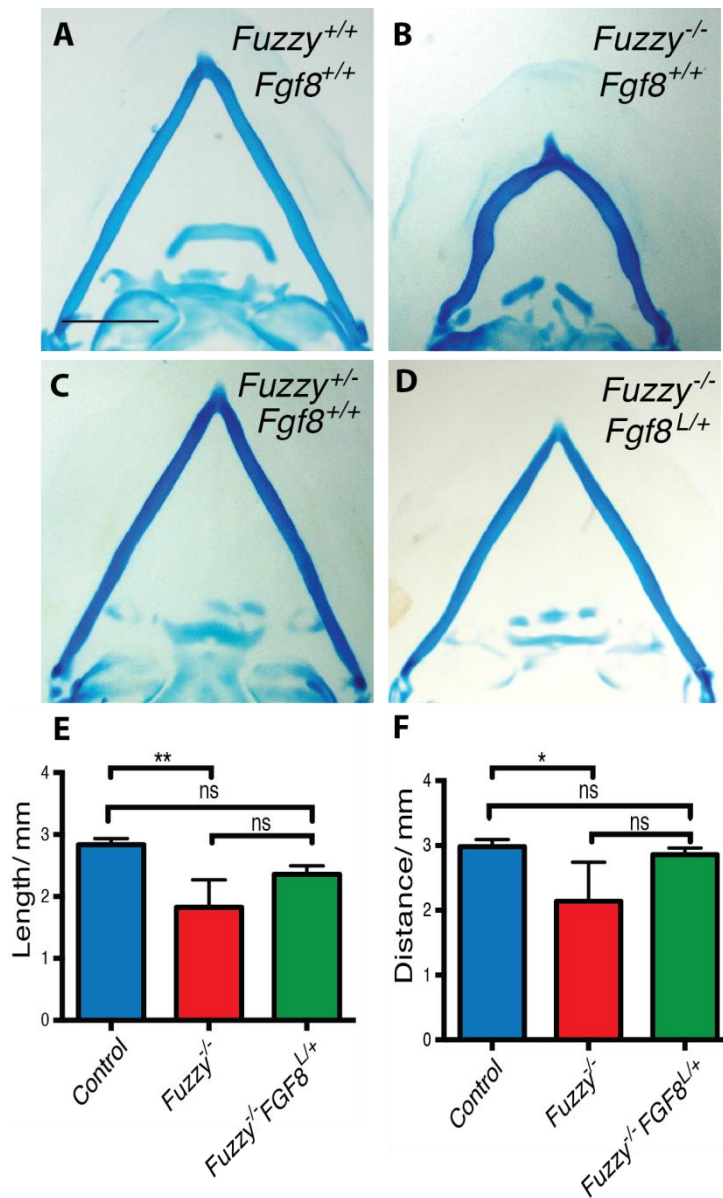 A
Fuzzy+/+
Fgf8+/+
B
Fuzzy-/-
Fgf8+/+
C
Fuzzy+/-
Fgf8+/+
D
Fuzzy-/-
Fgf8L/+
E
**
ns
ns
Length/ mm
4
3
2
1
0
Control
Fuzzy-/-
Fuzzy-/-FGF8L/+
F
*
ns
ns
Distance/ mm
4
3
2
1
0
Control
Fuzzy-/-
Fuzzy-/-FGF8L/+